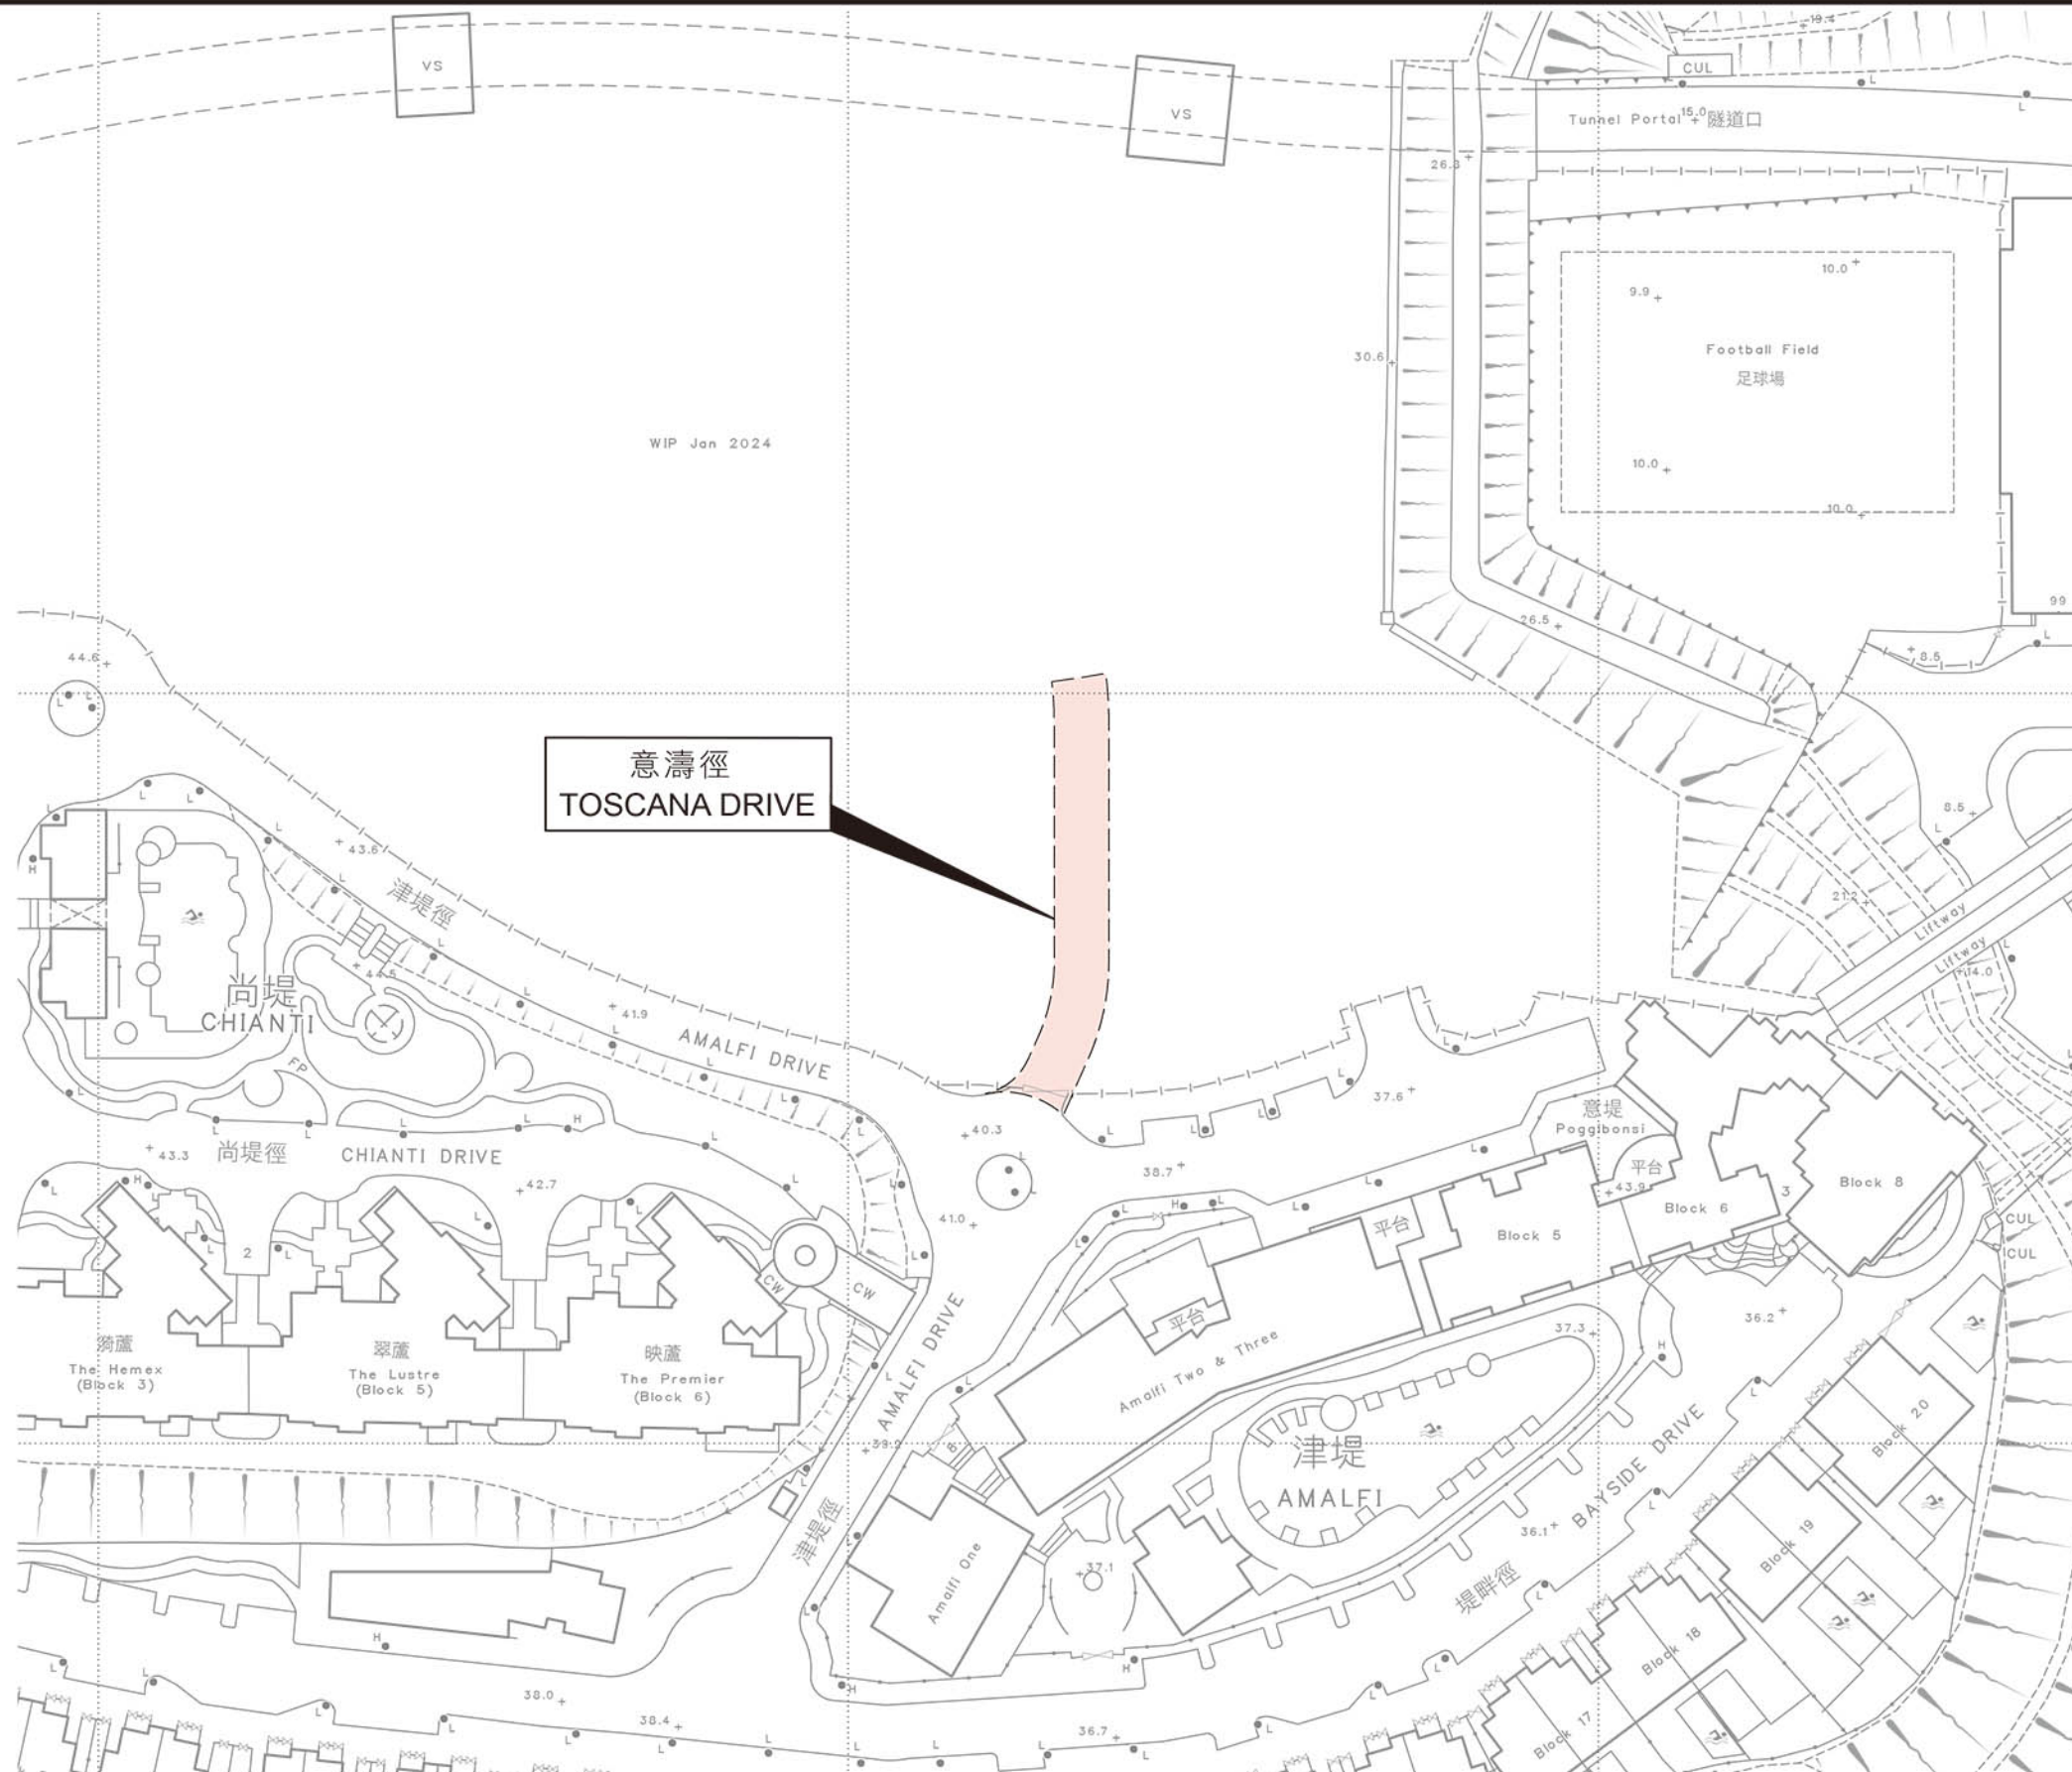 19.4
VS
CUL
L
L
VS
Tunnel Portal 15.0 隧道口
26.3
10.0
9.9
Football Field
足球場
30.6
WIP Jan 2024
10.0
10.0
99
26.5
8.5
L
44.6
L
L
意濤徑
TOSCANA DRIVE
8.5
L
L
L
L
L
43.6
H
L
津堤徑
21.2
Liftway
Liftway
L
14.0
L
44.5
尚堤
CHIANTI
L
41.9
L
AMALFI DRIVE
L
L
FP
37.6
L
意堤
Poggibonsi
40.3
43.3
尚堤徑
CHIANTI DRIVE
42.7
38.7
平台
43.9
Block 6
3
Block 8
41.0
平台
Block 5
CUL
CUL
2
CW
CW
AMALFI DRIVE
平台
Amalfi Two & Three
37.3
36.2
H
翠蘆
The Lustre
(Block 5)
映蘆
The Premier
(Block 6)
The Hemex
(Block 3)
39.2
8
津堤
AMALFI
BAYSIDE DRIVE
堤畔徑
36.1
Block 20
Block 19
Block 18
Block 17
津堤徑
Amalfi One
37.1
H
H
H
38.0
38.4
36.7
L
L
L
L